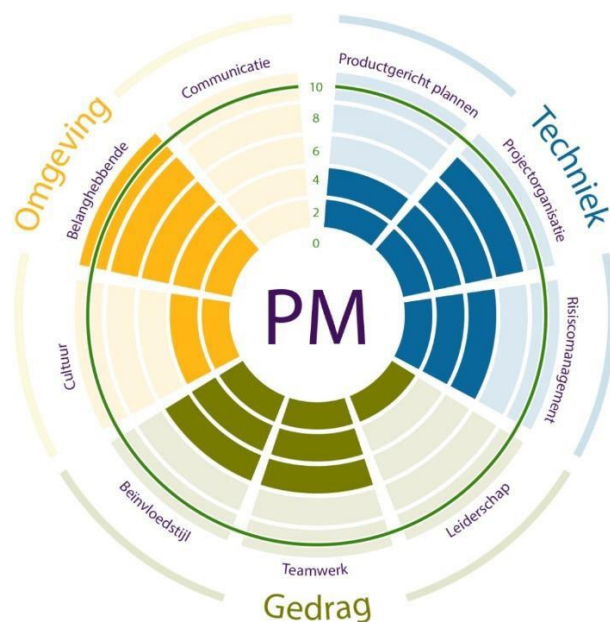 Omgeving
Techniek
Gedrag
Communicatie
Productgericht plannen
Belanghebbende
Projectorganisatie
10
8
6
4
2
0
PM
Cultuur
Risiscomanagement
Beïnvloedstijl
Leiderschap
Teamwerk